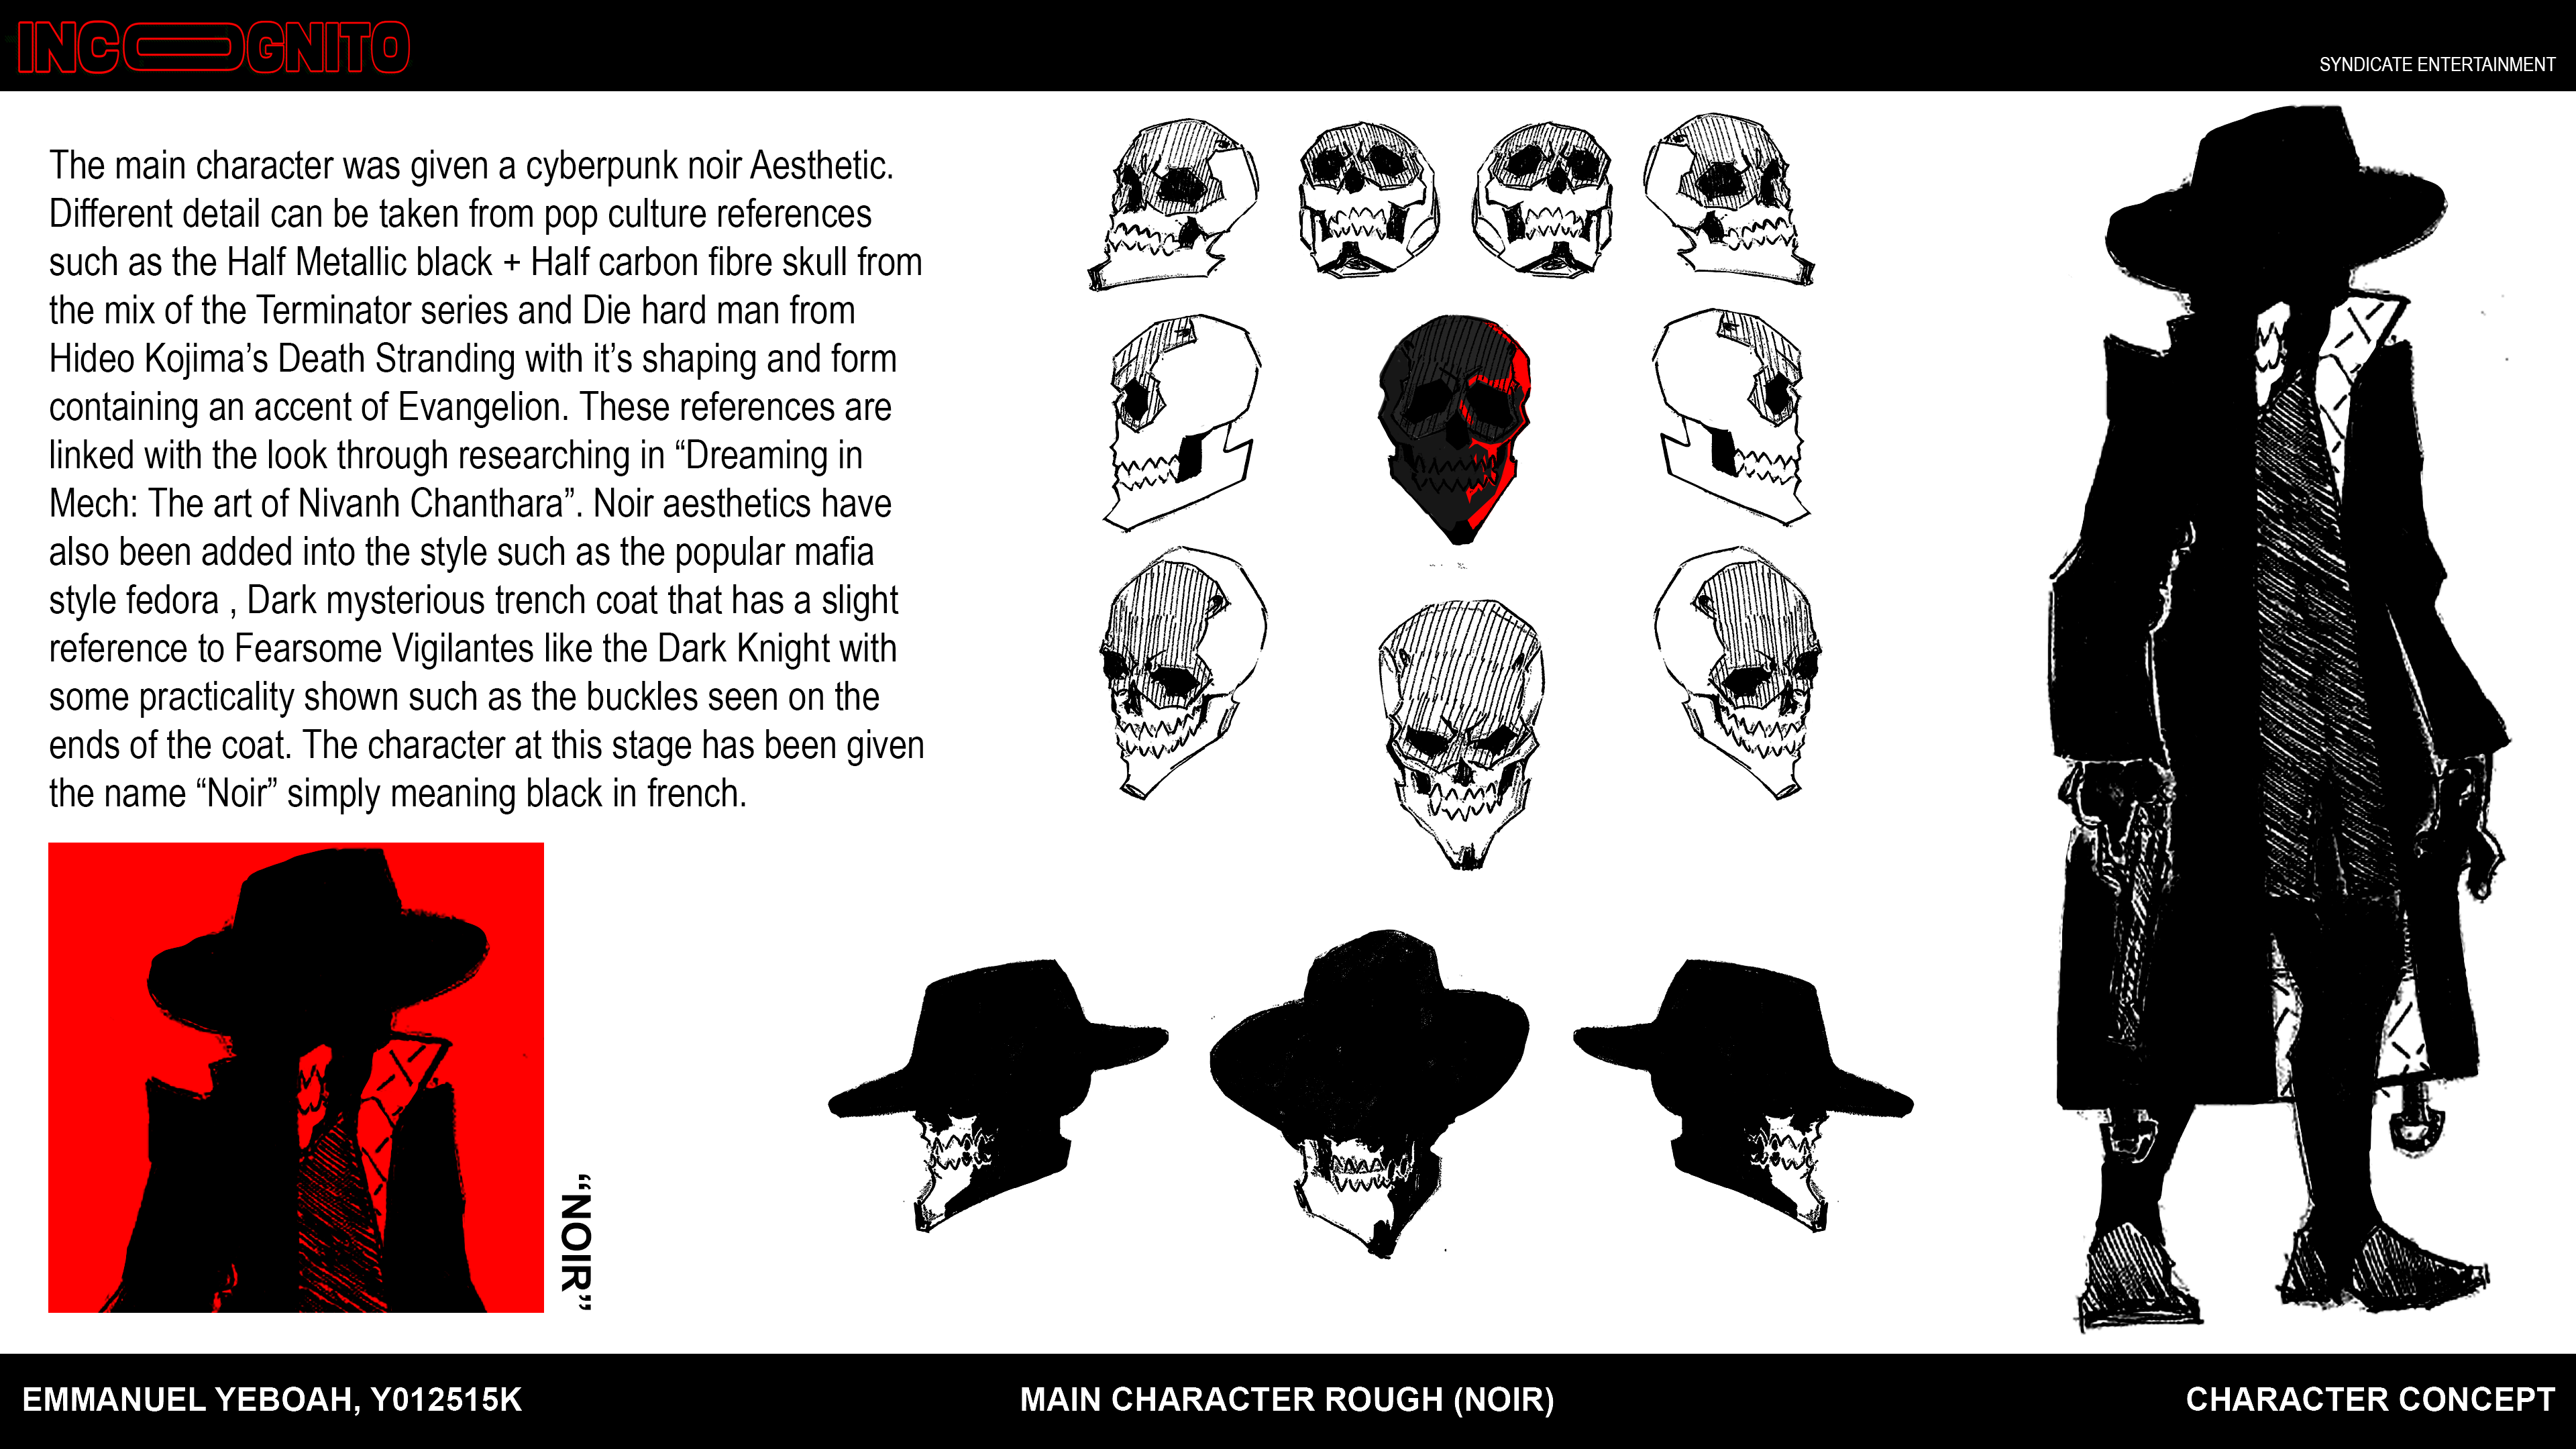 INCOGNITO
SYNDICATE ENTERTAINMENT
The main character was given a cyberpunk noir Aesthetic.
Different detail can be taken from pop culture references
such as the Half Metallic black + Half carbon fibre skull from
the mix of the Terminator series and Die hard man from
Hideo Kojima’s Death Stranding with it’s shaping and form
containing an accent of Evangelion. These references are
linked with the look through researching in “Dreaming in
Mech: The art of Nivanh Chanthara”. Noir aesthetics have
also been added into the style such as the popular mafia
style fedora , Dark mysterious trench coat that has a slight
reference to Fearsome Vigilantes like the Dark Knight with
some practicality shown such as the buckles seen on the
ends of the coat. The character at this stage has been given
the name “Noir” simply meaning black in french.
“NOIR”
EMMANUEL YEBOAH, Y012515K
MAIN CHARACTER ROUGH (NOIR)
CHARACTER CONCEPT